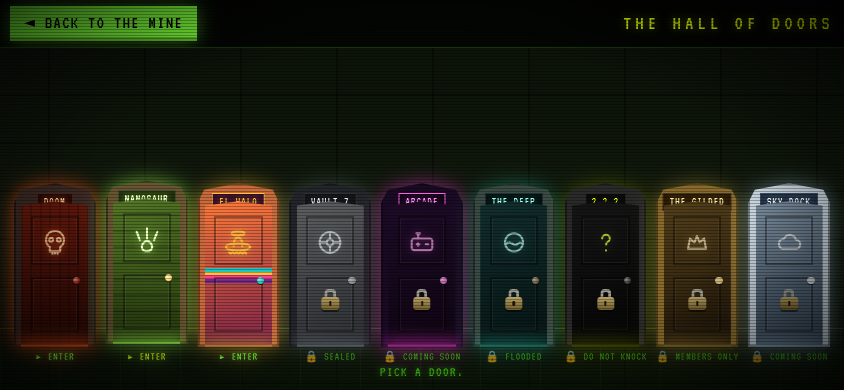 ◄ BACK TO THE MINE
THE HALL OF DOORS
DOOM
NANOSAUR
EL HALO
VAULT 7
ARCADE
THE DEEP
? ? ?
THE GILDED
SKY DOCK
?
► ENTER
► ENTER
► ENTER
SEALED
COMING SOON
FLOODED
DO NOT KNOCK
MEMBERS ONLY
COMING SOON
PICK A DOOR.